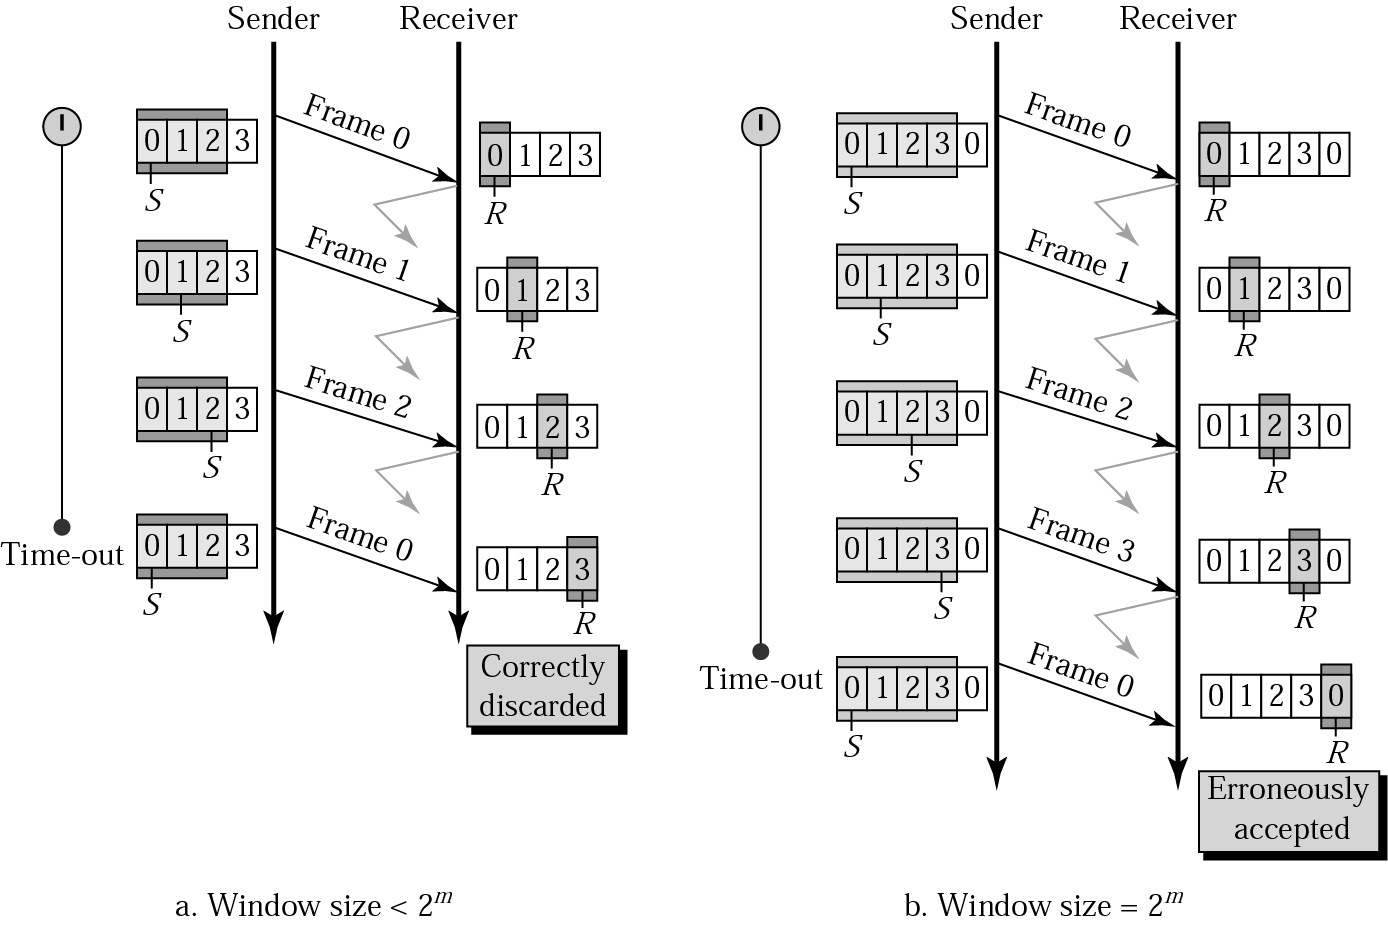 Sender Receiver
Frame 0
0 1 2 3
S
0 1 2 3
R
Frame 1
0 1 2 3
S
0 1 2 3
R
Frame 2
0 1 2 3
S
0 1 2 3
R
Time-out
Frame 0
0 1 2 3
S
0 1 2 3
R
Correctly
discarded
a. Window size < 2^m
Sender Receiver
Frame 0
0 1 2 3 0
S
0 1 2 3 0
R
Frame 1
0 1 2 3 0
S
0 1 2 3 0
R
Frame 2
0 1 2 3 0
S
0 1 2 3 0
R
Frame 3
0 1 2 3 0
S
0 1 2 3 0
R
Time-out
Frame 0
0 1 2 3 0
S
0 1 2 3 0
R
Erroneously
accepted
b. Window size = 2^m